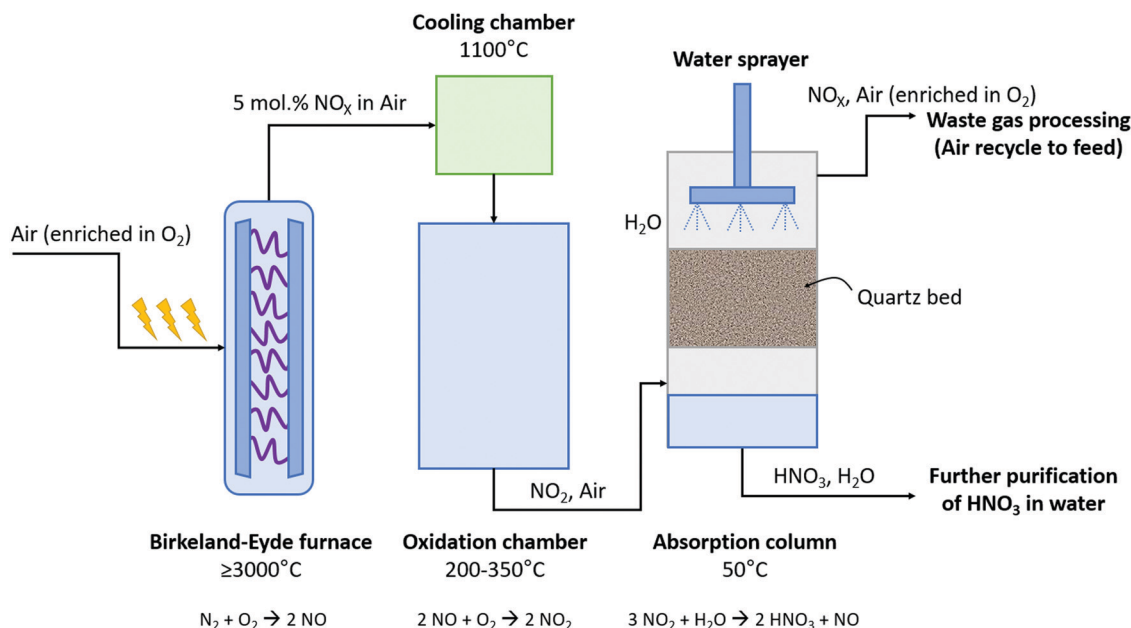 Cooling chamber
1100°C
5 mol.% NOₓ in Air
Water sprayer
NOₓ, Air (enriched in O₂)
Waste gas processing
(Air recycle to feed)
Air (enriched in O₂)
H₂O
Quartz bed
NO₂, Air
HNO₃, H₂O
Further purification
of HNO₃ in water
Birkeland-Eyde furnace
≥3000°C
N₂ + O₂ → 2 NO
Oxidation chamber
200-350°C
2 NO + O₂ → 2 NO₂
Absorption column
50°C
3 NO₂ + H₂O → 2 HNO₃ + NO